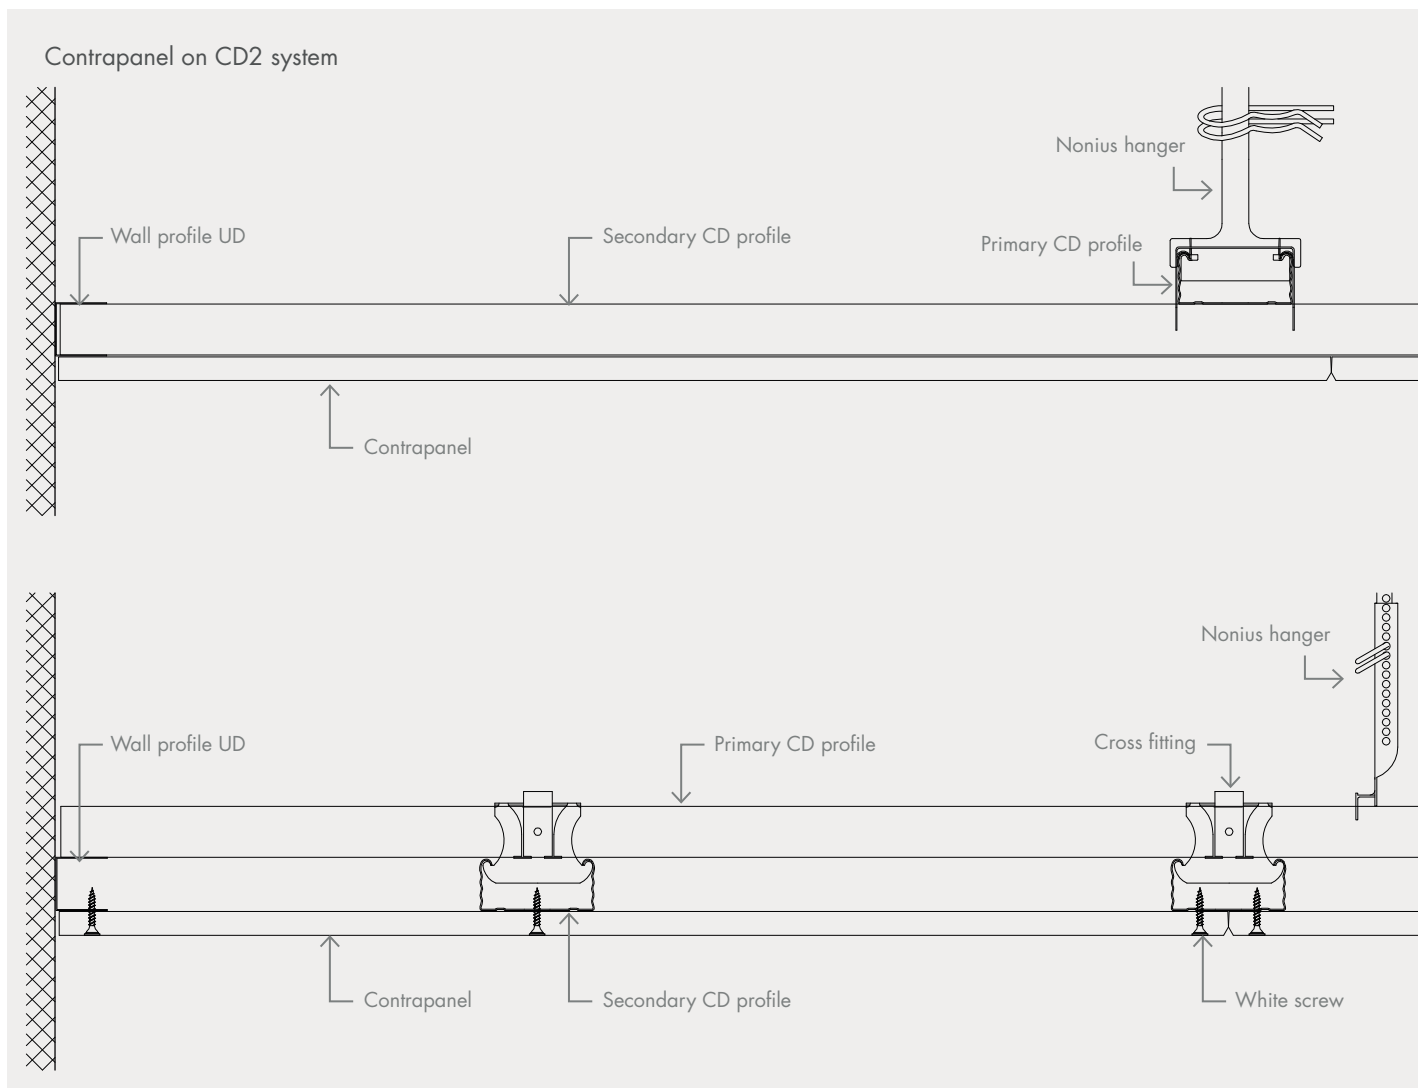 Contrapanel on CD2 system
Nonius hanger
Wall profile UD
Secondary CD profile
Primary CD profile
Contrapanel
Nonius hanger
Wall profile UD
Primary CD profile
Cross fitting
Contrapanel
Secondary CD profile
White screw